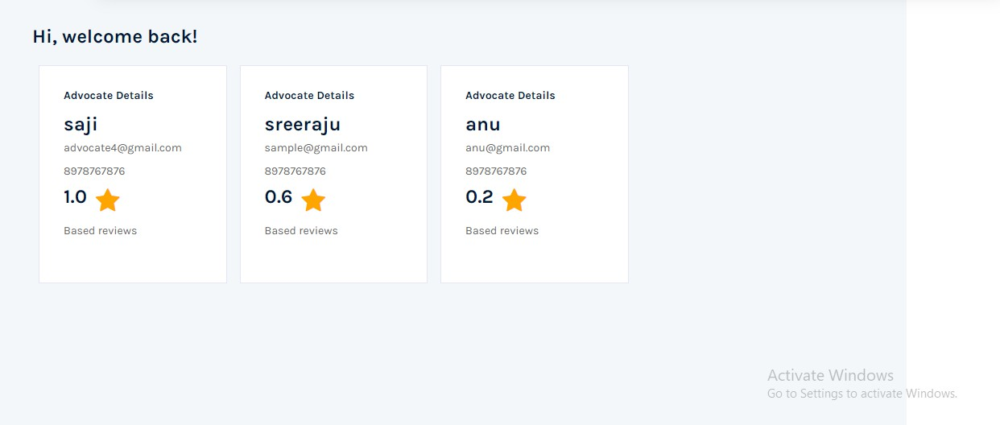 Hi, welcome back!
Advocate Details
saji
advocate4@gmail.com
8978767876
1.0
Based reviews
Advocate Details
sreeraju
sample@gmail.com
8978767876
0.6
Based reviews
Advocate Details
anu
anu@gmail.com
8978767876
0.2
Based reviews
Activate Windows
Go to Settings to activate Windows.